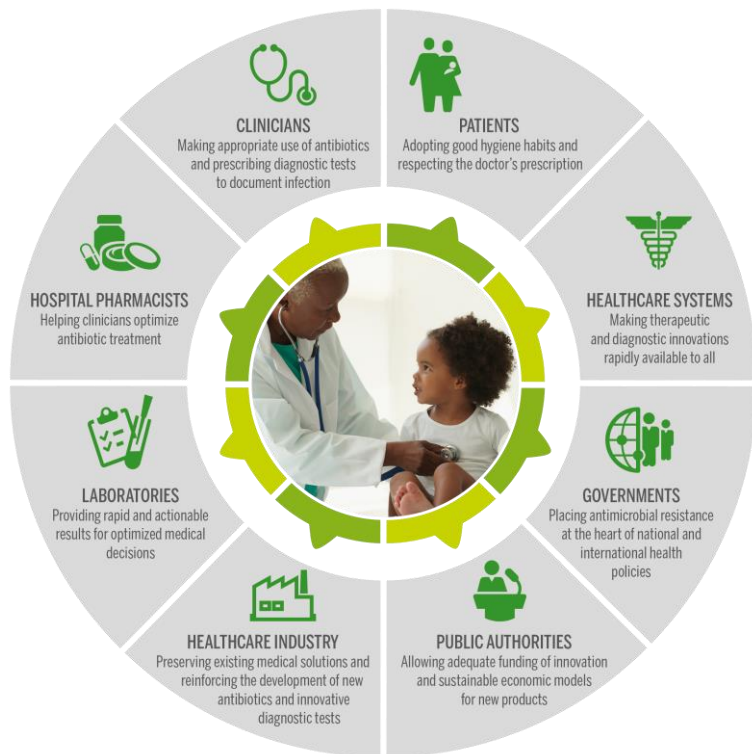 CLINICIANS
Making appropriate use of antibiotics
and prescribing diagnostic tests
to document infection
PATIENTS
Adopting good hygiene habits and
respecting the doctor's prescription
HEALTHCARE SYSTEMS
Making therapeutic
and diagnostic innovations
rapidly available to all
GOVERNMENTS
Placing antimicrobial resistance
at the heart of national and
international health
policies
PUBLIC AUTHORITIES
Allowing adequate funding of innovation
and sustainable economic models
for new products
HEALTHCARE INDUSTRY
Preserving existing medical solutions and
reinforcing the development of new
antibiotics and innovative
diagnostic tests
LABORATORIES
Providing rapid and actionable
results for optimized medical
decisions
HOSPITAL PHARMACISTS
Helping clinicians optimize
antibiotic treatment